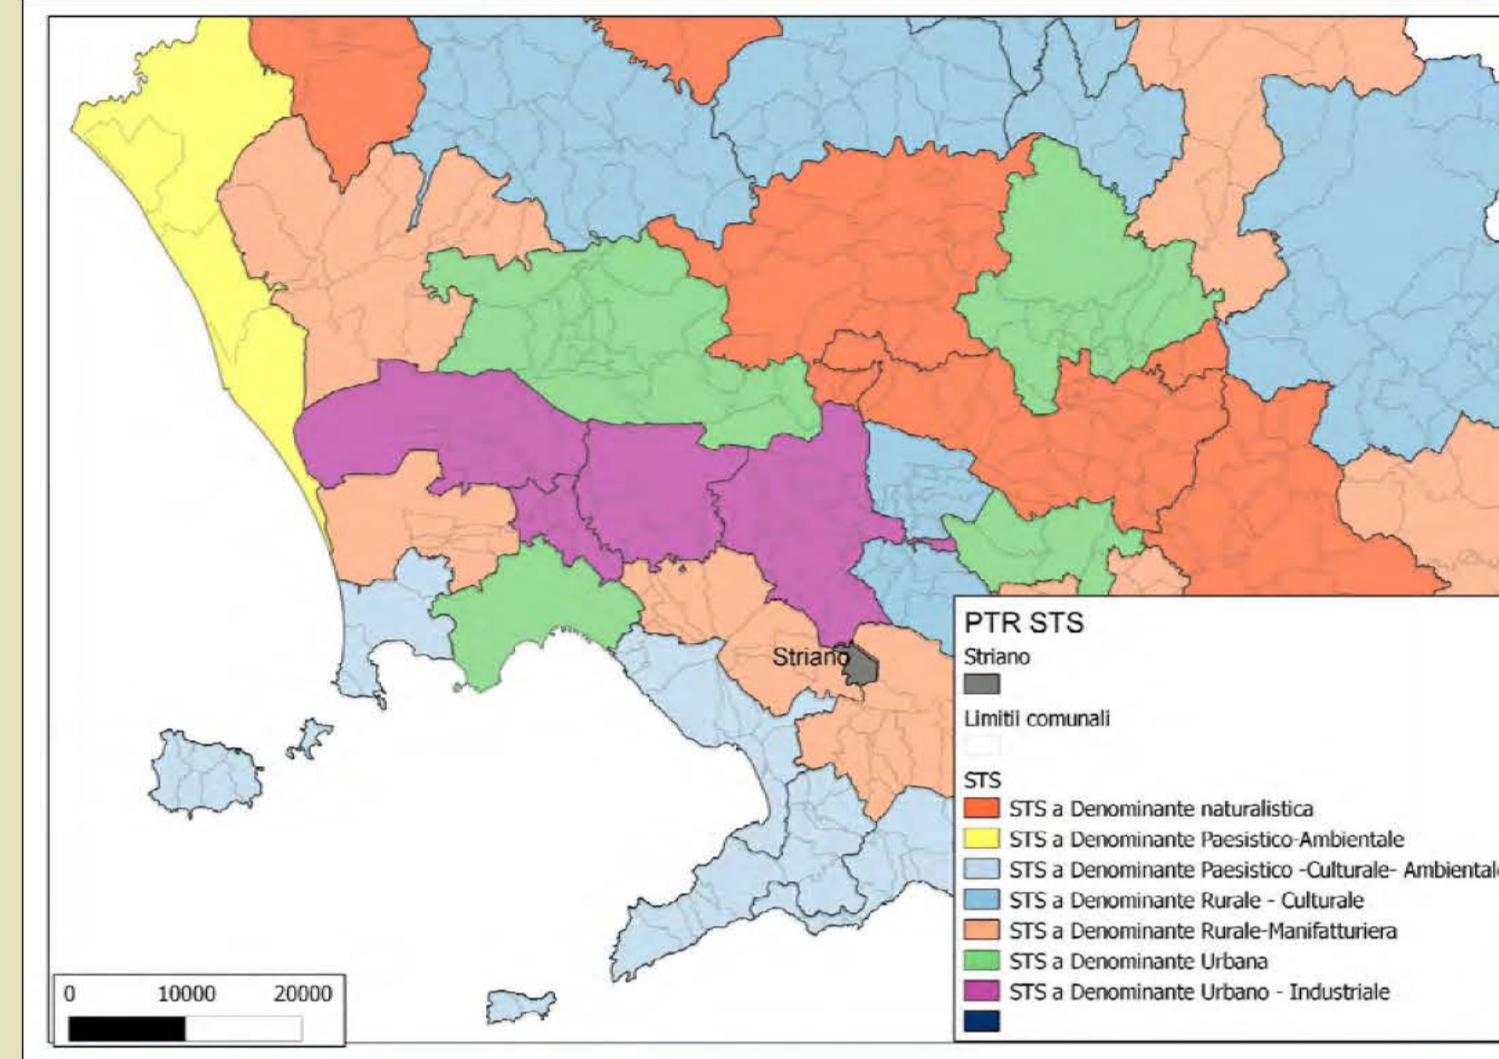 Striano
PTR STS
Striano
Limitii comunali
STS
STS a Denominante naturalistica
STS a Denominante Paesistico-Ambientale
STS a Denominante Paesistico -Culturale- Ambientale
STS a Denominante Rurale - Culturale
STS a Denominante Rurale-Manifatturiera
STS a Denominante Urbana
STS a Denominante Urbano - Industriale
0 10000 20000